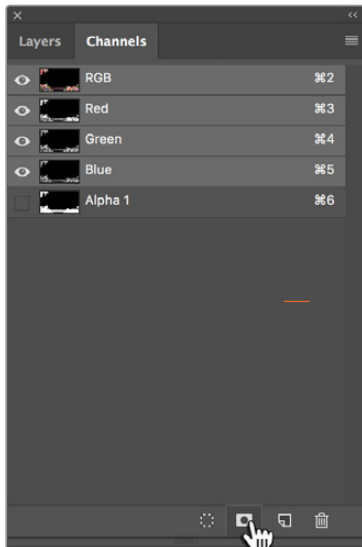 Layers Channels
RGB ⌘2
Red ⌘3
Green ⌘4
Blue ⌘5
Alpha 1 ⌘6